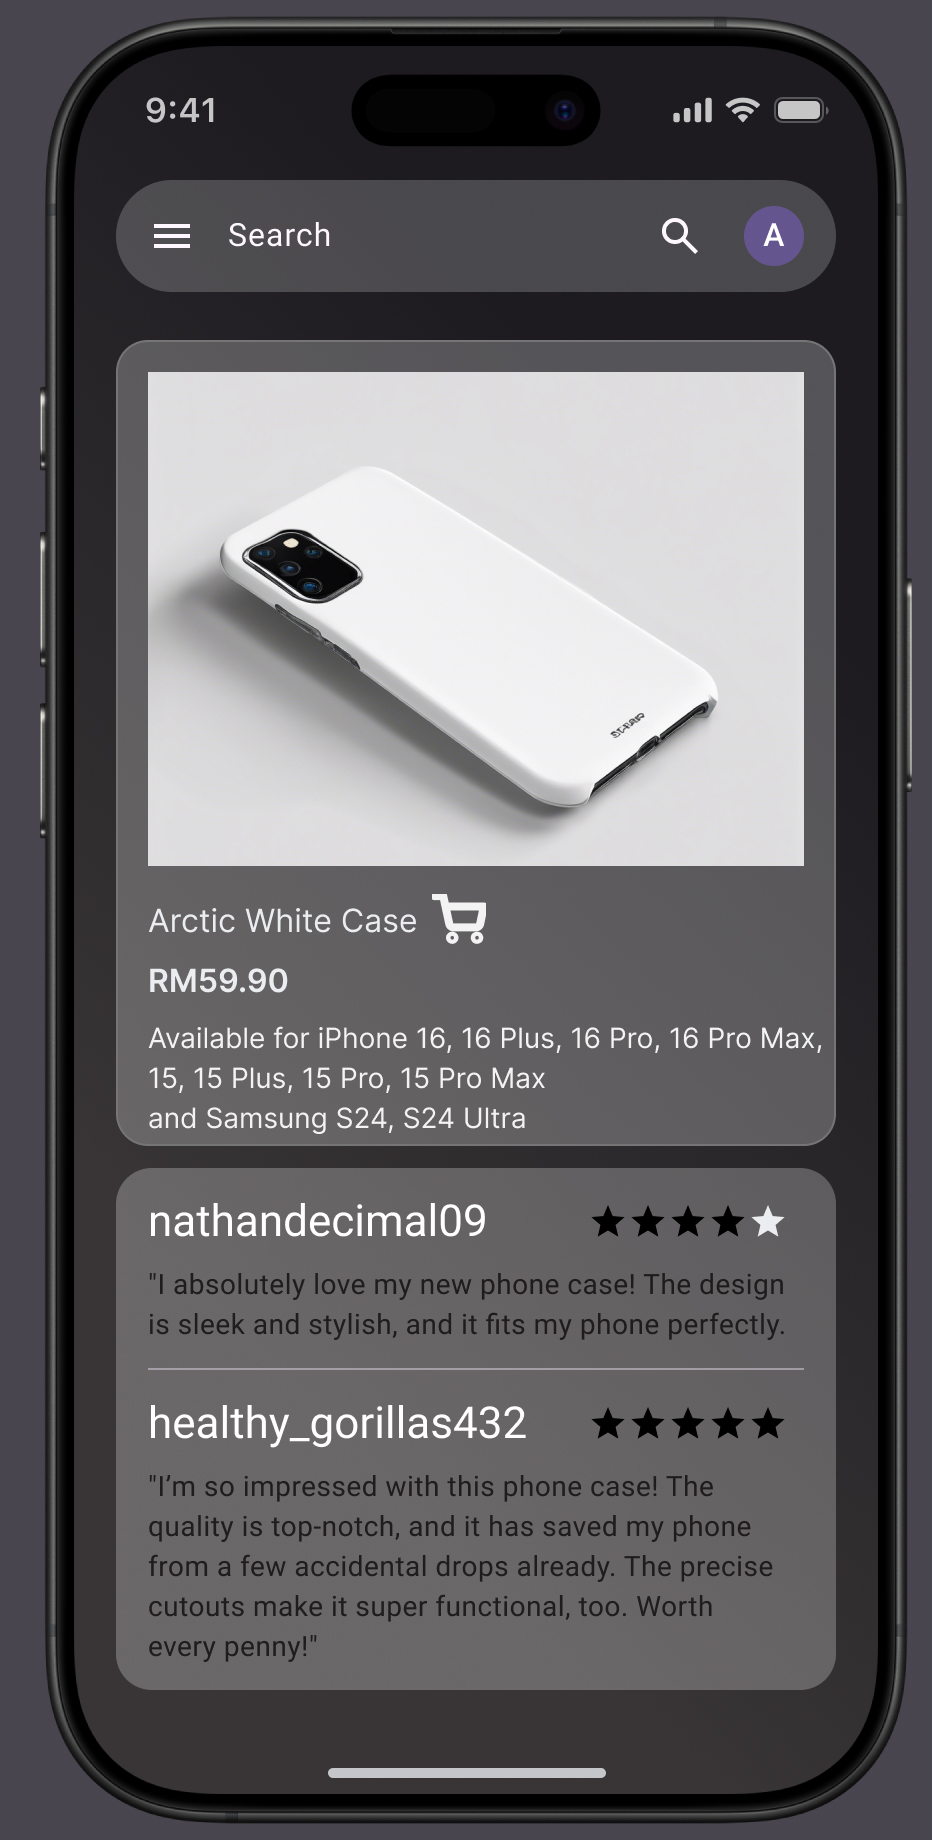 9:41
Search
A
Arctic White Case
RM59.90
Available for iPhone 16, 16 Plus, 16 Pro, 16 Pro Max,
15, 15 Plus, 15 Pro, 15 Pro Max
and Samsung S24, S24 Ultra
nathandecimal09
"I absolutely love my new phone case! The design
is sleek and stylish, and it fits my phone perfectly.
healthy_gorillas432
"I’m so impressed with this phone case! The
quality is top-notch, and it has saved my phone
from a few accidental drops already. The precise
cutouts make it super functional, too. Worth
every penny!"